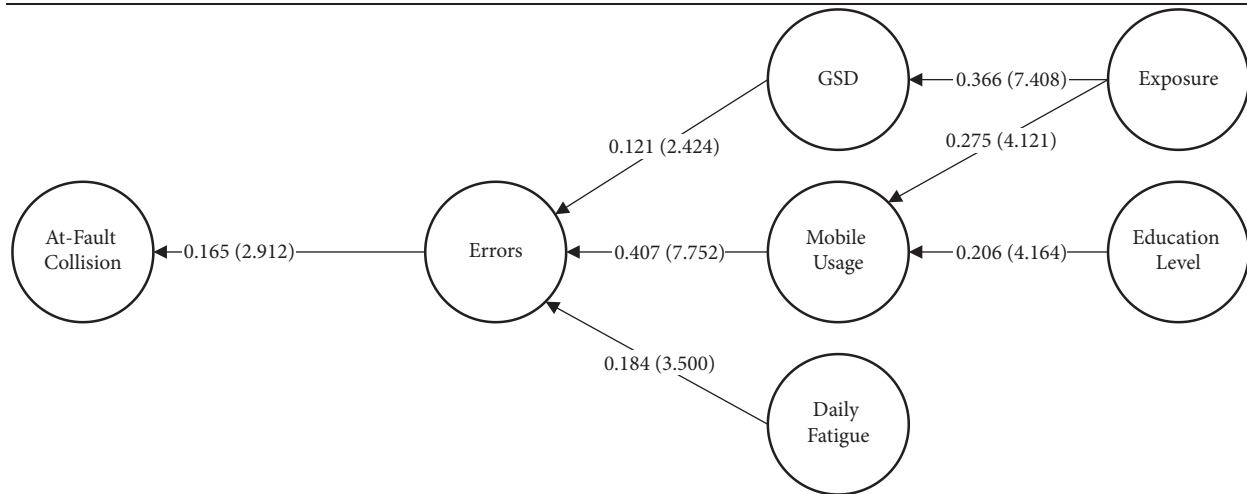 GSD
0.366 (7.408)
Exposure
0.121 (2.424)
0.275 (4.121)
At-Fault
Collision
0.165 (2.912)
Errors
0.407 (7.752)
Mobile
Usage
0.206 (4.164)
Education
Level
0.184 (3.500)
Daily
Fatigue